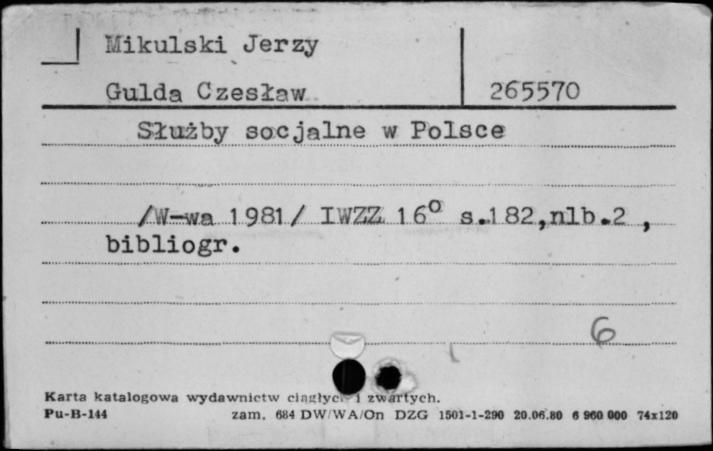 Mikulski Jerzy
Gulda Czesław 265570
Służby socjalne w Polsce
/W-wa 1981/ IWZZ 16° s.182,nlb.2 ,
bibliogr.
6
Karta katalogowa wydawnictw ciągłych i zwartych.
Pu-B-144 zam. 684 DW/WA/On DZG 1501-1-290 20.06.80 6 960 000 74x120